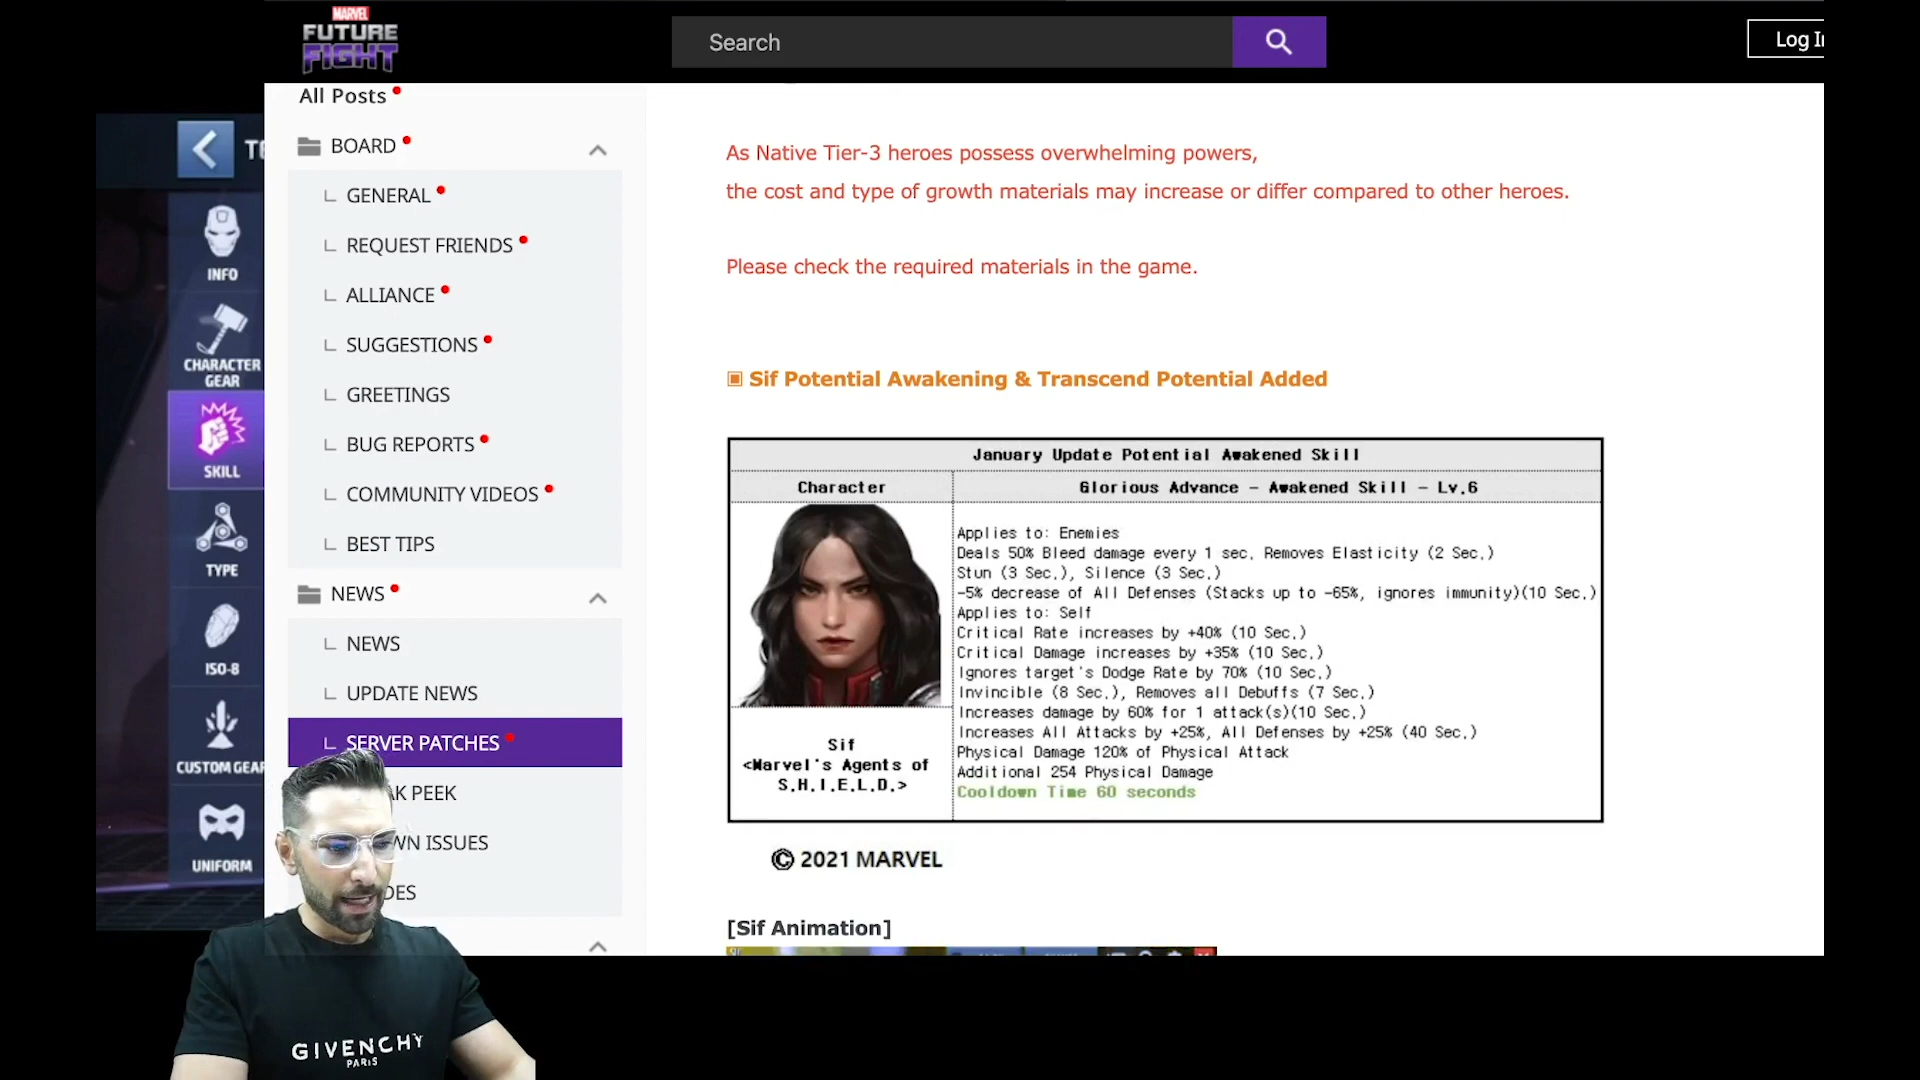 MARVEL
FUTURE
FIGHT
Search
All Posts
BOARD
GENERAL
REQUEST FRIENDS
ALLIANCE
SUGGESTIONS
GREETINGS
BUG REPORTS
COMMUNITY VIDEOS
BEST TIPS
NEWS
NEWS
UPDATE NEWS
SERVER PATCHES
PEEK
ISSUES
INFO
CHARACTER
GEAR
SKILL
TYPE
ISO-8
CUSTOM GEAR
UNIFORM
As Native Tier-3 heroes possess overwhelming powers,
the cost and type of growth materials may increase or differ compared to other heroes.
Please check the required materials in the game.
▣ Sif Potential Awakening & Transcend Potential Added
January Update Potential Awakened Skill
Character
Glorious Advance - Awakened Skill - Lv.6
Applies to: Enemies
Deals 50% Bleed damage every 1 sec, Removes Elasticity (2 Sec.)
Stun (3 Sec.), Silence (3 Sec.)
-5% decrease of All Defenses (Stacks up to -65%, ignores immunity)(10 Sec.)
Applies to: Self
Critical Rate increases by +40% (10 Sec.)
Critical Damage increases by +35% (10 Sec.)
Ignores target's Dodge Rate by 70% (10 Sec.)
Invincible (8 Sec.), Removes all Debuffs (7 Sec.)
Increases damage by 60% for 1 attack(s)(10 Sec.)
Increases All Attacks by +25%, All Defenses by +25% (40 Sec.)
Physical Damage 120% of Physical Attack
Additional 254 Physical Damage
Cooldown Time 60 seconds
Sif
<Marvel's Agents of
S.H.I.E.L.D.>
© 2021 MARVEL
[Sif Animation]
GIVENCHY
PARIS